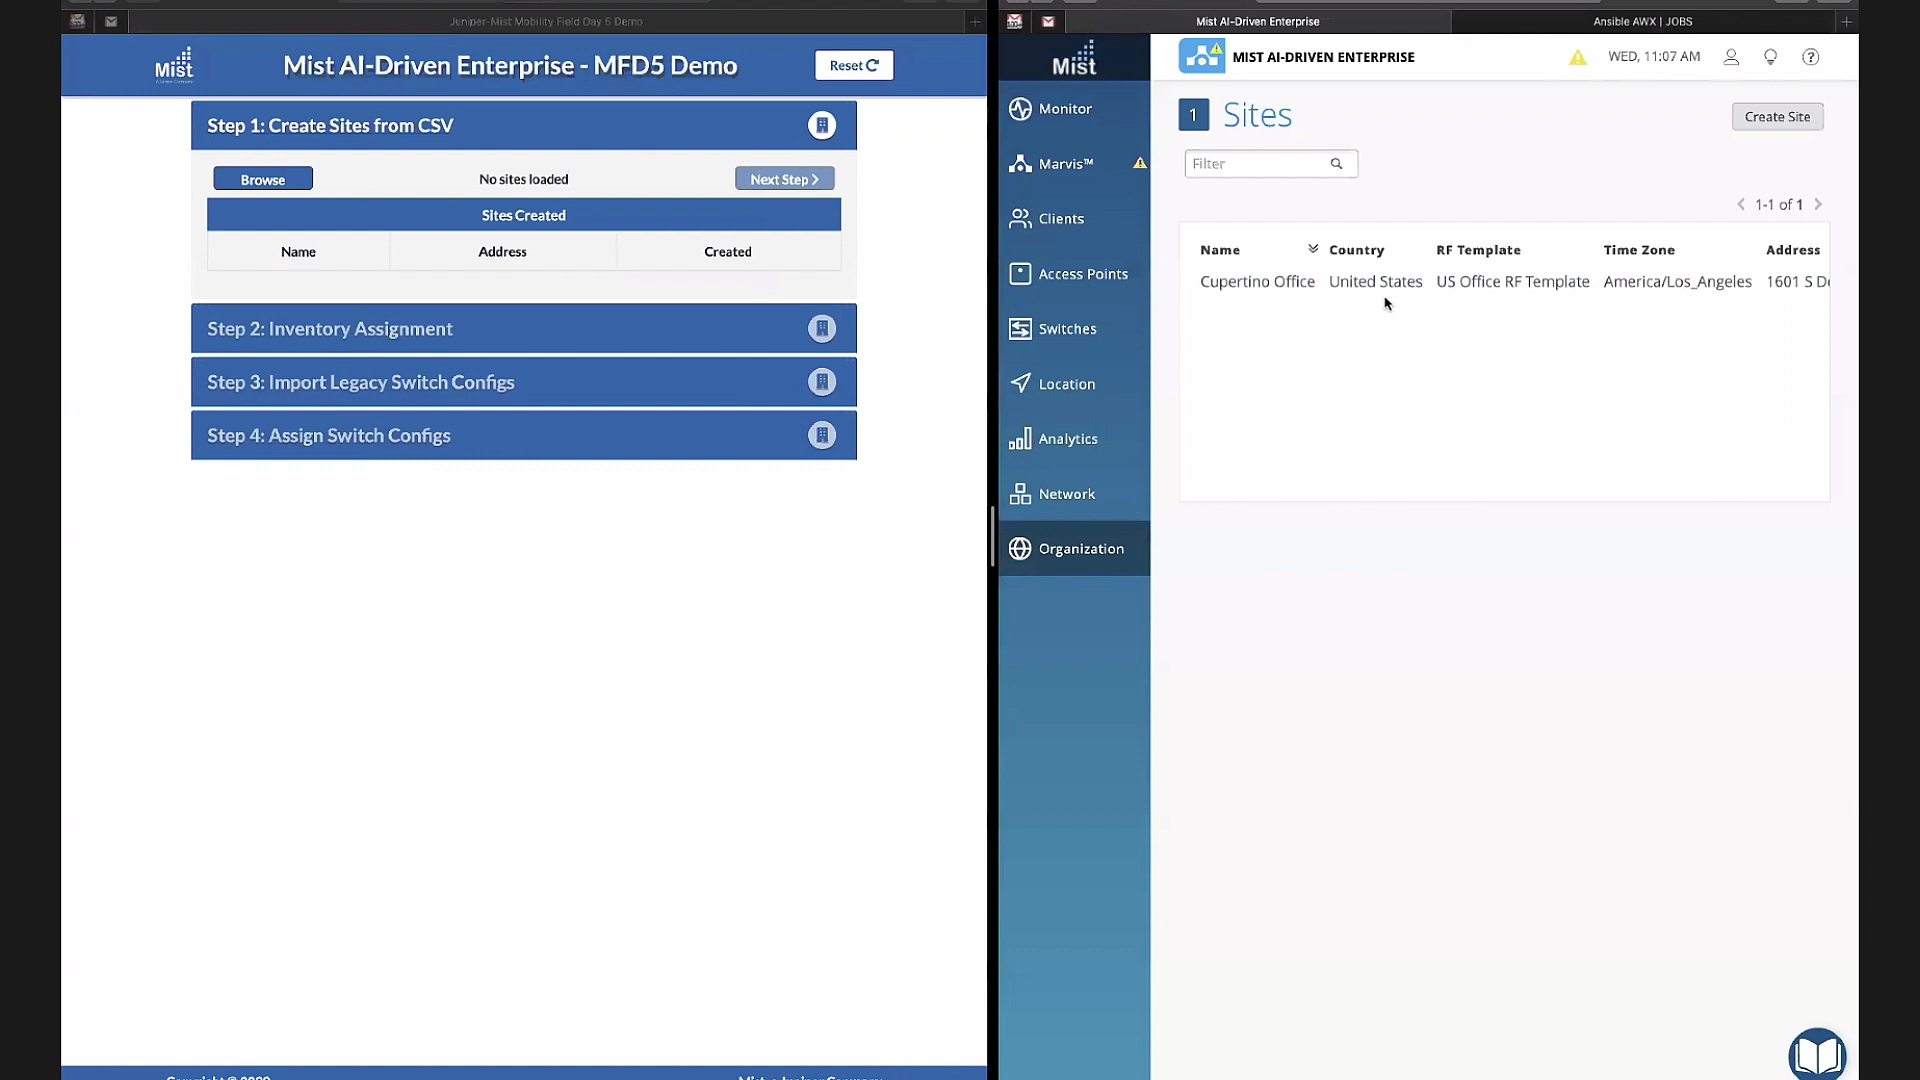 Juniper-Mist Mobility Field Day 5 Demo
Mist
Mist AI-Driven Enterprise - MFD5 Demo
Reset
Step 1: Create Sites from CSV
Browse
No sites loaded
Next Step
Sites Created
Name Address Created
Step 2: Inventory Assignment
Step 3: Import Legacy Switch Configs
Step 4: Assign Switch Configs
Mist AI-Driven Enterprise
Ansible AWX | JOBS
Mist
MIST AI-DRIVEN ENTERPRISE
WED, 11:07 AM
Monitor
Marvis™
Clients
Access Points
Switches
Location
Analytics
Network
Organization
1 Sites
Create Site
Filter
1-1 of 1
Name Country RF Template Time Zone Address
Cupertino Office United States US Office RF Template America/Los_Angeles 1601 S D